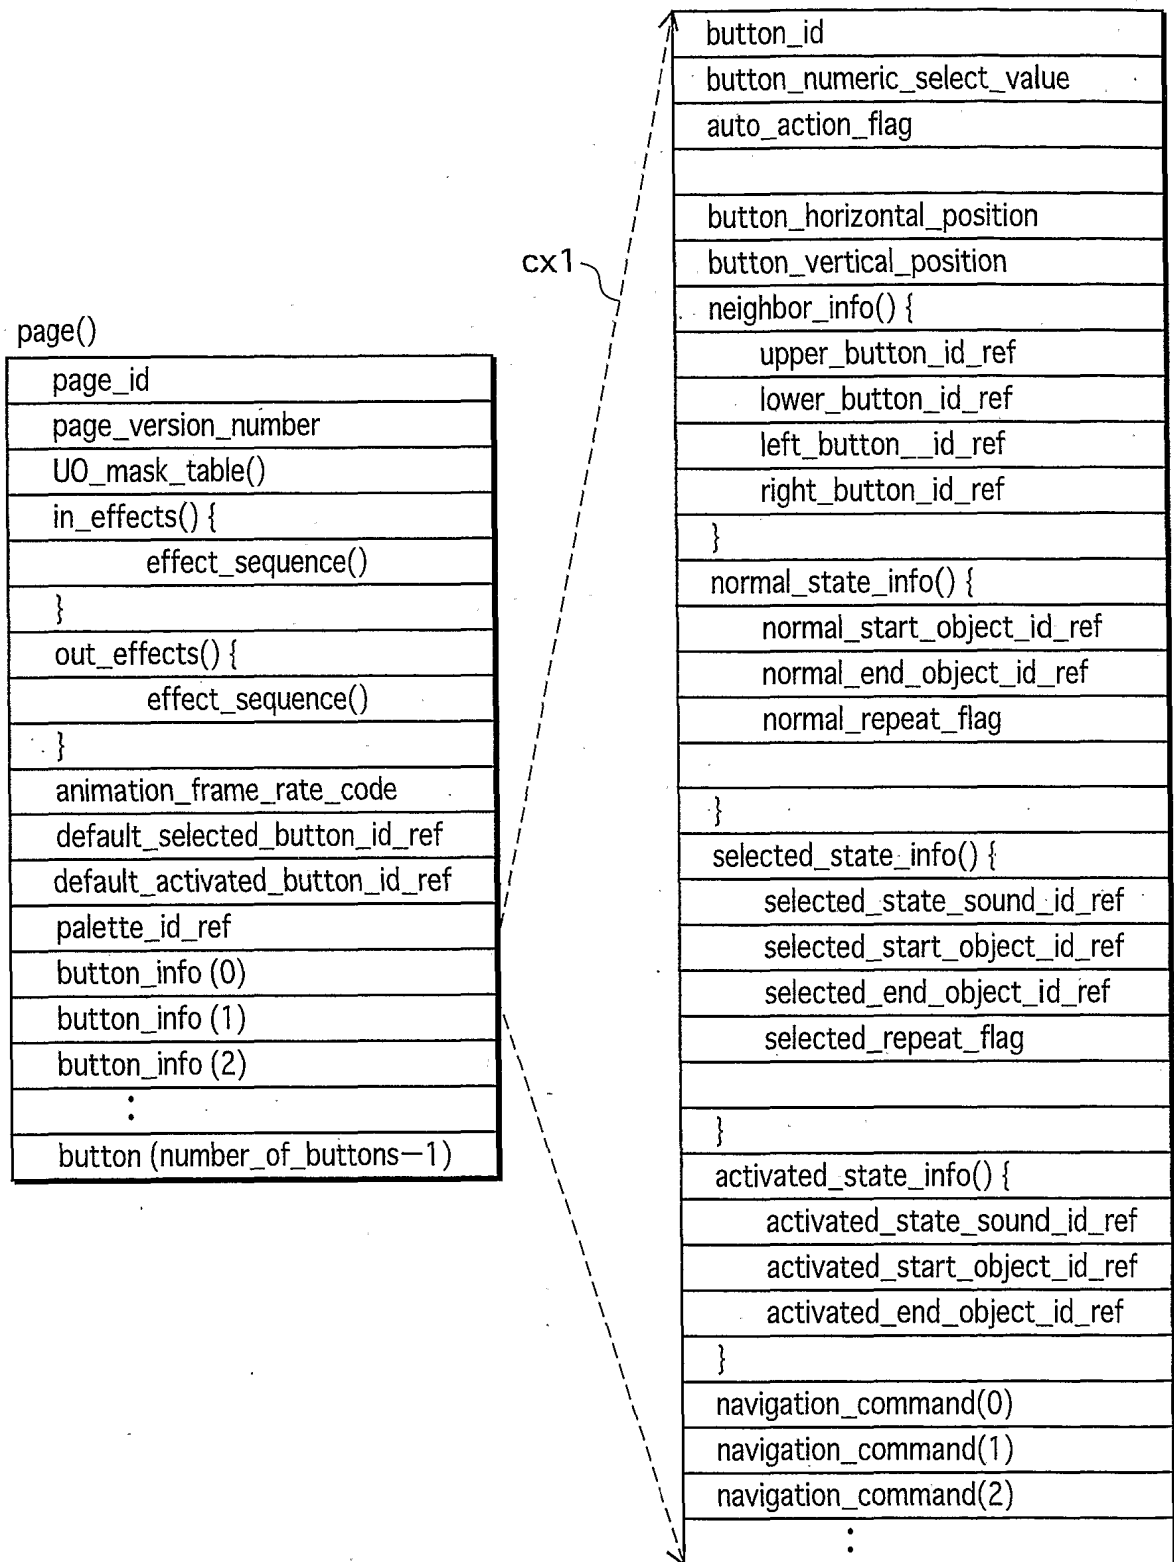 page()
page_id
page_version_number
UO_mask_table()
in_effects() {
effect_sequence()
}
out_effects() {
effect_sequence()
}
animation_frame_rate_code
default_selected_button_id_ref
default_activated_button_id_ref
palette_id_ref
button_info (0)
button_info (1)
button_info (2)
:
button (number_of_buttons—1)
cx1
button_id
button_numeric_select_value
auto_action_flag
button_horizontal_position
button_vertical_position
neighbor_info() {
upper_button_id_ref
lower_button_id_ref
left_button__id_ref
right_button_id_ref
}
normal_state_info() {
normal_start_object_id_ref
normal_end_object_id_ref
normal_repeat_flag
}
selected_state_info() {
selected_state_sound_id_ref
selected_start_object_id_ref
selected_end_object_id_ref
selected_repeat_flag
}
activated_state_info() {
activated_state_sound_id_ref
activated_start_object_id_ref
activated_end_object_id_ref
}
navigation_command(0)
navigation_command(1)
navigation_command(2)
: